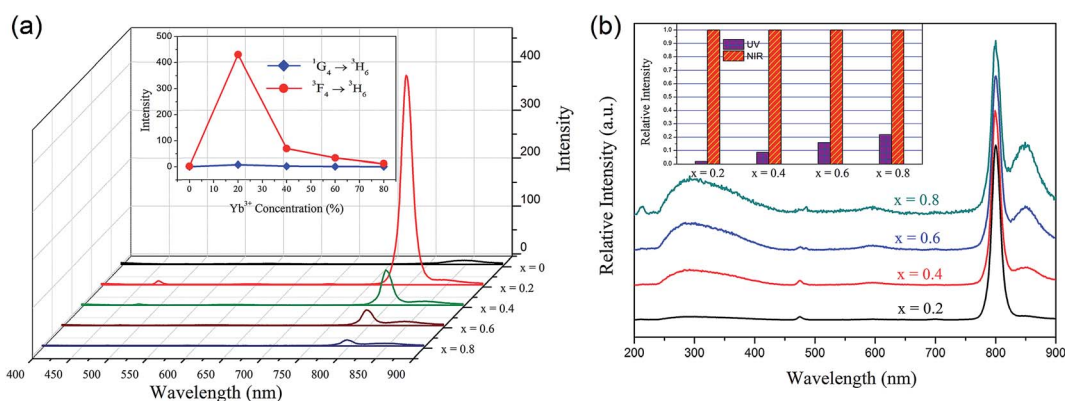 (a)
500
400
300
200
100
0
Intensity
0 20 40 60 80
Yb³⁺ Concentration (%)
¹G₄ → ³H₆
³F₄ → ³H₆
400
300
200
100
0
Intensity
x = 0
x = 0.2
x = 0.4
x = 0.6
x = 0.8
400 450 500 550 600 650 700 750 800 850 900
Wavelength (nm)
(b)
1.0
0.9
0.8
0.7
0.6
0.5
0.4
0.3
0.2
0.1
0.0
Relative Intensity
UV
NIR
x = 0.2 x = 0.4 x = 0.6 x = 0.8
x = 0.8
x = 0.6
x = 0.4
x = 0.2
Relative Intensity (a.u.)
200 300 400 500 600 700 800 900
Wavelength (nm)